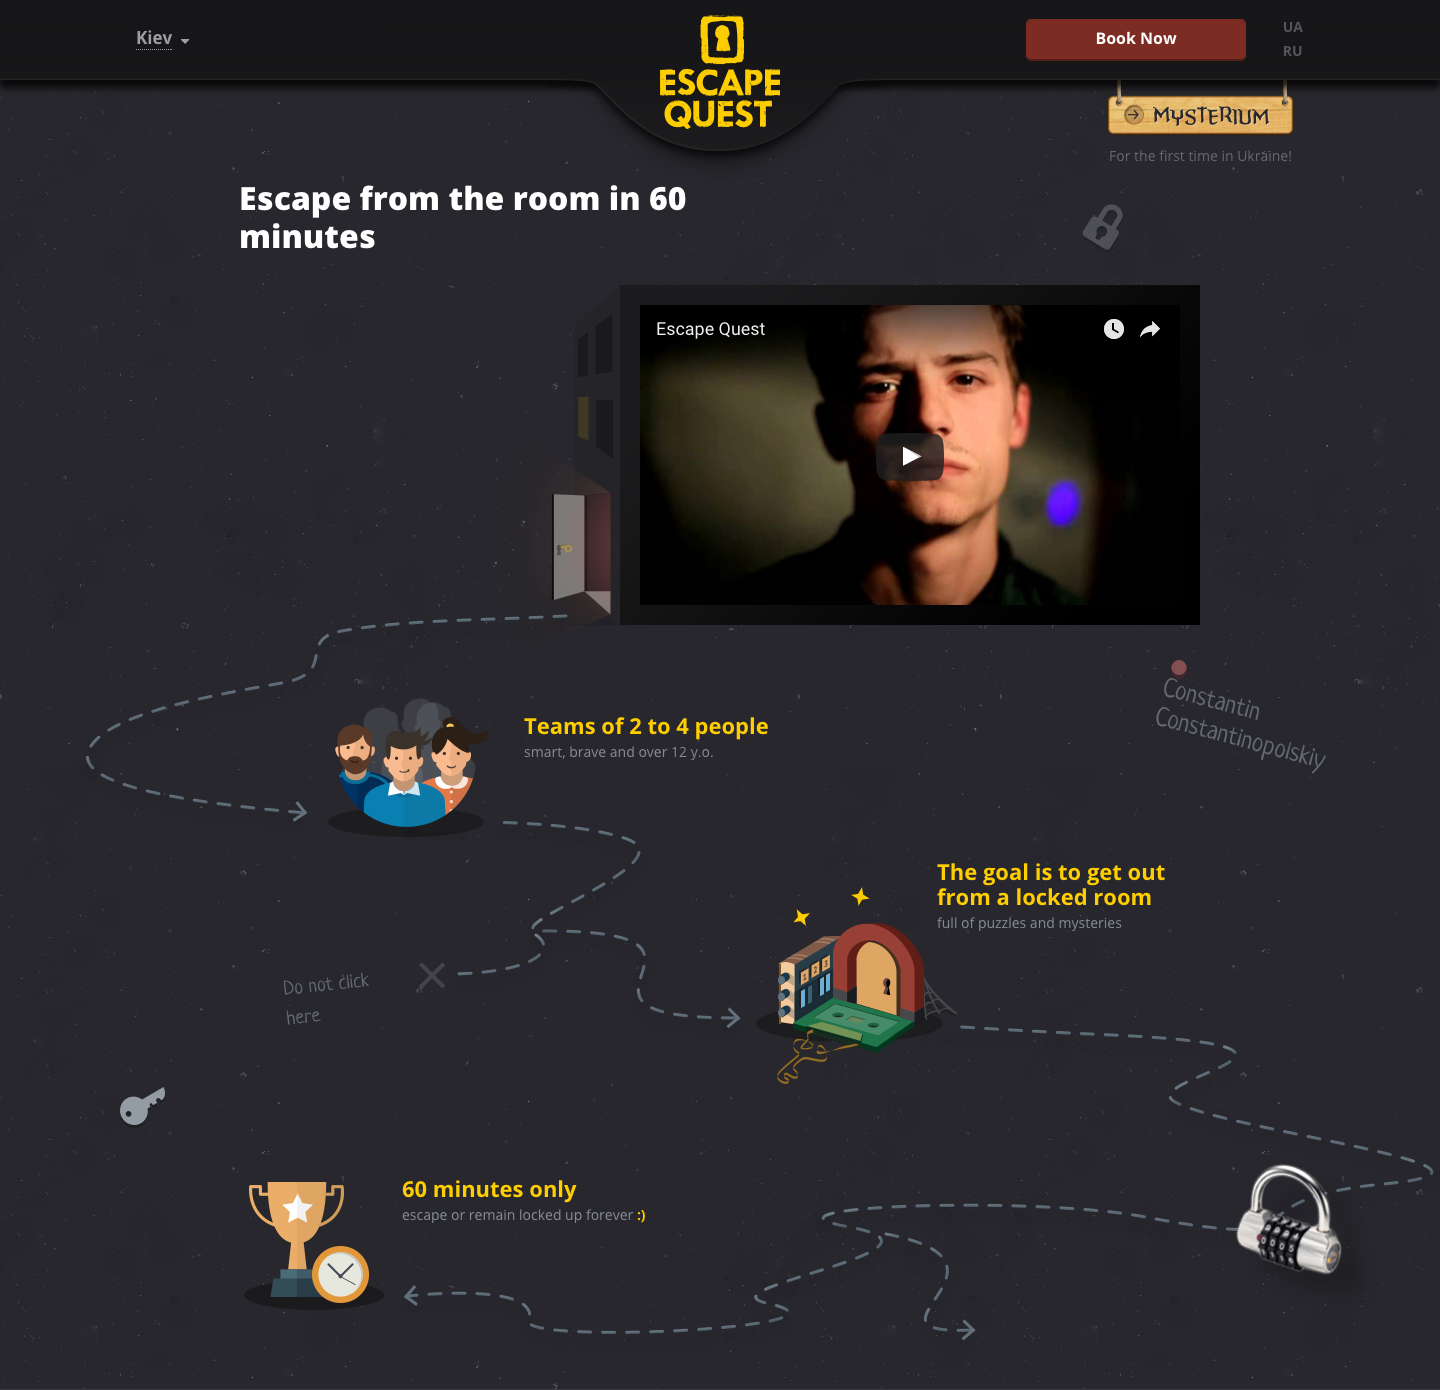 Kiev
ESCAPE
QUEST
Book Now
UA
RU
MYSTERIUM
For the first time in Ukraine!
Escape from the room in 60
minutes
Escape Quest
Constantin
Constantinopolskiy
Teams of 2 to 4 people
smart, brave and over 12 y.o.
The goal is to get out
from a locked room
full of puzzles and mysteries
Do not click
here
60 minutes only
escape or remain locked up forever :)